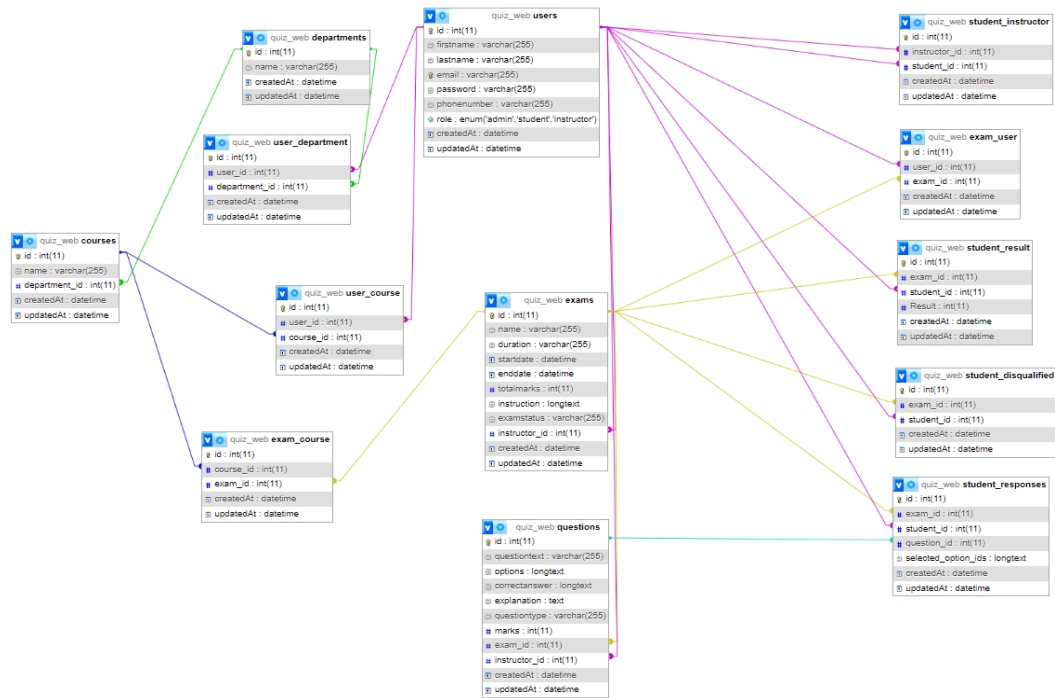 quiz_web departments
id : int(11)
name : varchar(255)
createdAt : datetime
updatedAt : datetime
quiz_web users
id : int(11)
firstname : varchar(255)
lastname : varchar(255)
email : varchar(255)
password : varchar(255)
phonenumber : varchar(255)
role : enum('admin','student','instructor')
createdAt : datetime
updatedAt : datetime
quiz_web student_instructor
id : int(11)
instructor_id : int(11)
student_id : int(11)
createdAt : datetime
updatedAt : datetime
quiz_web user_department
id : int(11)
user_id : int(11)
department_id : int(11)
createdAt : datetime
updatedAt : datetime
quiz_web exam_user
id : int(11)
user_id : int(11)
exam_id : int(11)
createdAt : datetime
updatedAt : datetime
quiz_web courses
id : int(11)
name : varchar(255)
department_id : int(11)
createdAt : datetime
updatedAt : datetime
quiz_web student_result
id : int(11)
exam_id : int(11)
student_id : int(11)
Result : int(11)
createdAt : datetime
updatedAt : datetime
quiz_web user_course
id : int(11)
user_id : int(11)
course_id : int(11)
createdAt : datetime
updatedAt : datetime
quiz_web exams
id : int(11)
name : varchar(255)
duration : varchar(255)
startdate : datetime
enddate : datetime
totalmarks : int(11)
instruction : longtext
examstatus : varchar(255)
instructor_id : int(11)
createdAt : datetime
updatedAt : datetime
quiz_web student_disqualified
id : int(11)
exam_id : int(11)
student_id : int(11)
createdAt : datetime
updatedAt : datetime
quiz_web exam_course
id : int(11)
course_id : int(11)
exam_id : int(11)
createdAt : datetime
updatedAt : datetime
quiz_web student_responses
id : int(11)
exam_id : int(11)
student_id : int(11)
question_id : int(11)
selected_option_ids : longtext
createdAt : datetime
updatedAt : datetime
quiz_web questions
id : int(11)
questiontext : varchar(255)
options : longtext
correctanswer : longtext
explanation : text
questiontype : varchar(255)
marks : int(11)
exam_id : int(11)
instructor_id : int(11)
createdAt : datetime
updatedAt : datetime